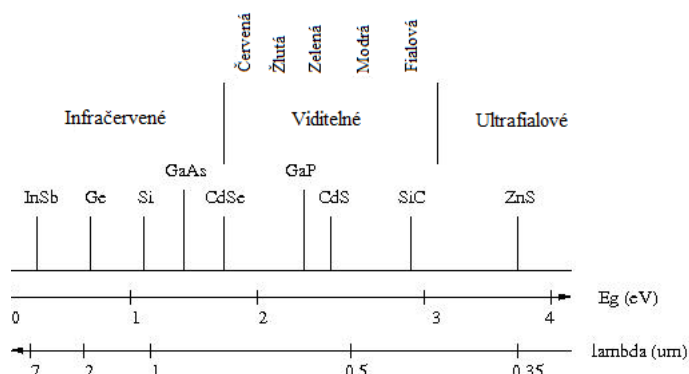 Červená Žlutá Zelená Modrá Fialová
Infračervené Viditelné Ultrafialové
GaAs GaP
InSb Ge Si CdSe CdS SiC ZnS
Eg (eV)
0 1 2 3 4
lambda (um)
7 2 1 0.5 0.35